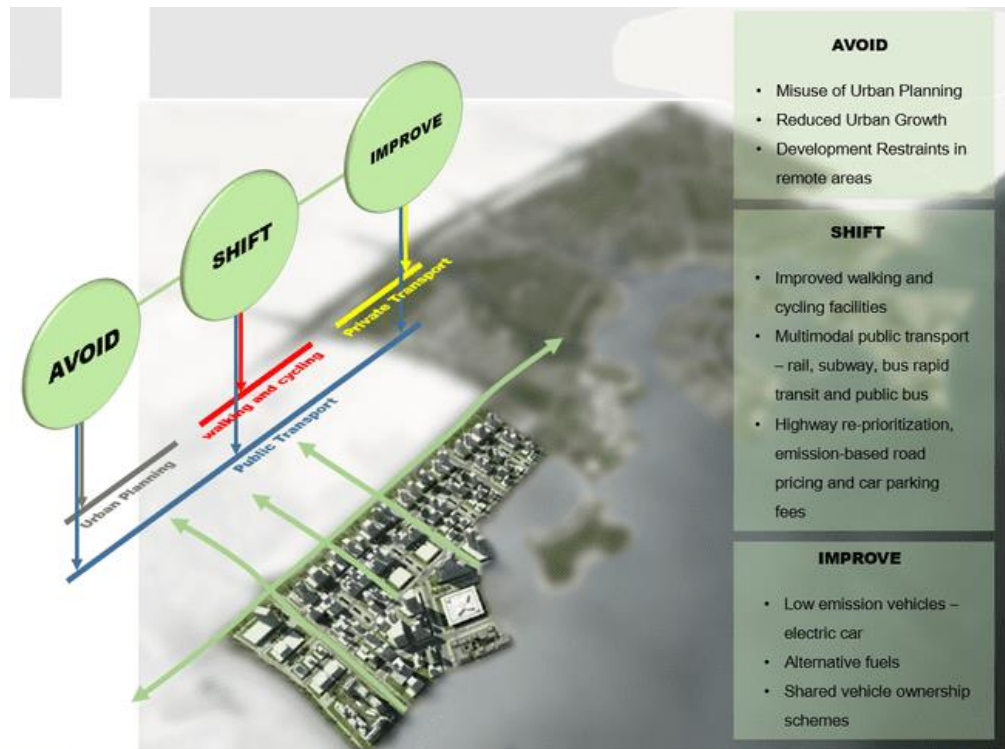 IMPROVE
SHIFT
AVOID
Private Transport
walking and cycling
Public Transport
Urban Planning
AVOID
• Misuse of Urban Planning
• Reduced Urban Growth
• Development Restraints in
remote areas
SHIFT
• Improved walking and
cycling facilities
• Multimodal public transport
– rail, subway, bus rapid
transit and public bus
• Highway re-prioritization,
emission-based road
pricing and car parking
fees
IMPROVE
• Low emission vehicles –
electric car
• Alternative fuels
• Shared vehicle ownership
schemes